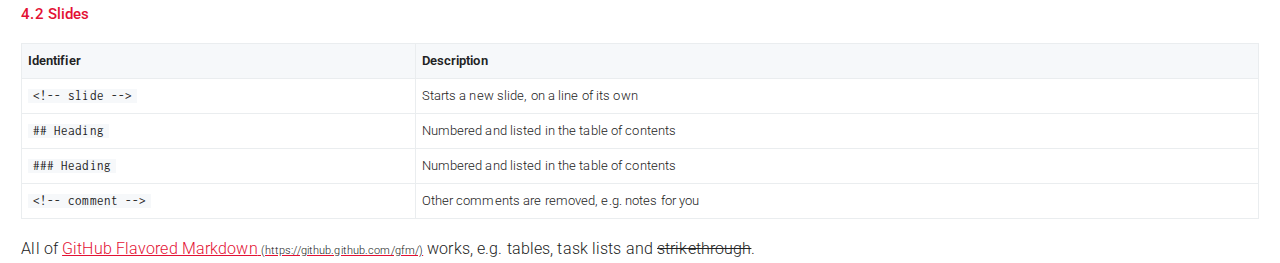 4.2 Slides
Identifier Description
<!-- slide --> Starts a new slide, on a line of its own
## Heading Numbered and listed in the table of contents
### Heading Numbered and listed in the table of contents
<!-- comment --> Other comments are removed, e.g. notes for you
All of GitHub Flavored Markdown (https://github.github.com/gfm/) works, e.g. tables, task lists and strikethrough.